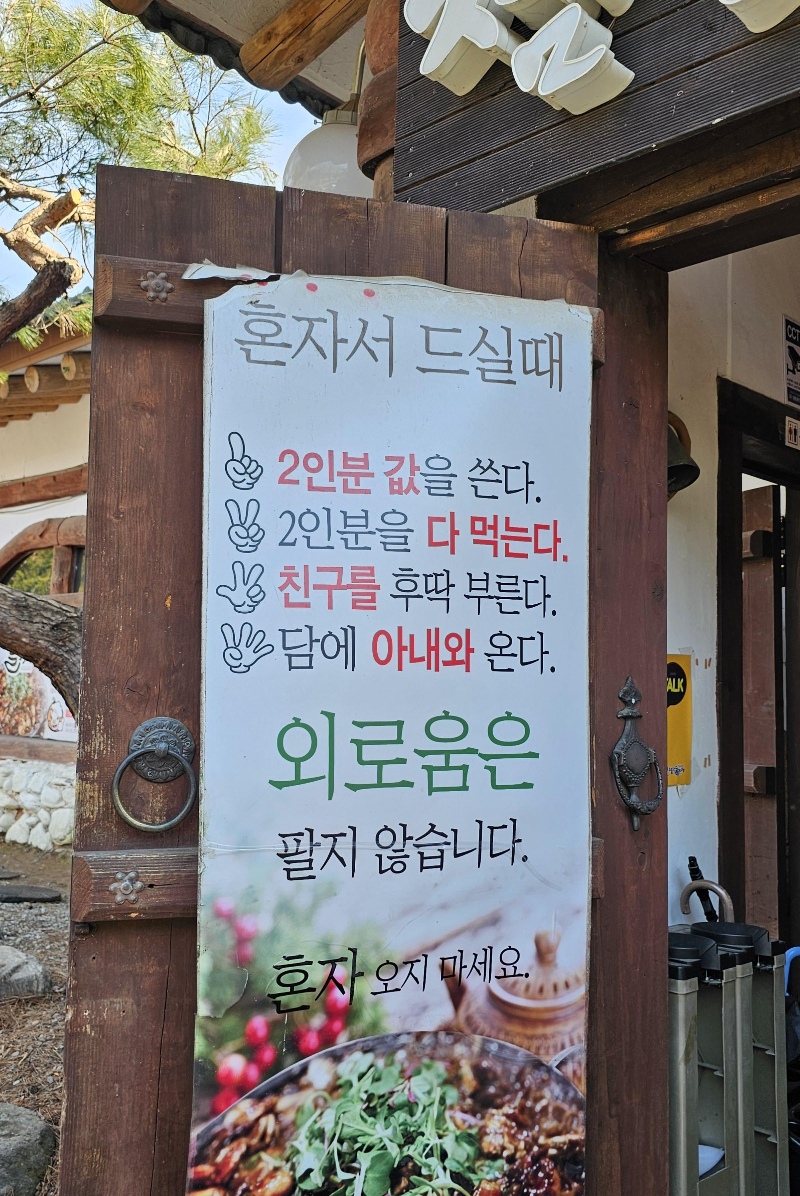 혼자서 드실때
2인분 값을 쓴다.
2인분을 다 먹는다.
친구를 후딱 부른다.
담에 아내와 온다.
외로움은
팔지 않습니다.
혼자 오지 마세요.
CCT
ALK